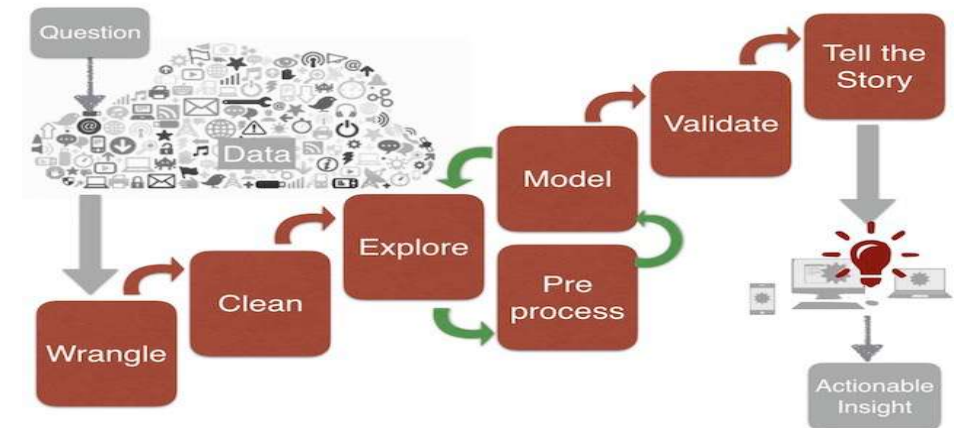 Question
Data
Wrangle
Clean
Explore
Pre
process
Model
Validate
Tell the
Story
Actionable
Insight